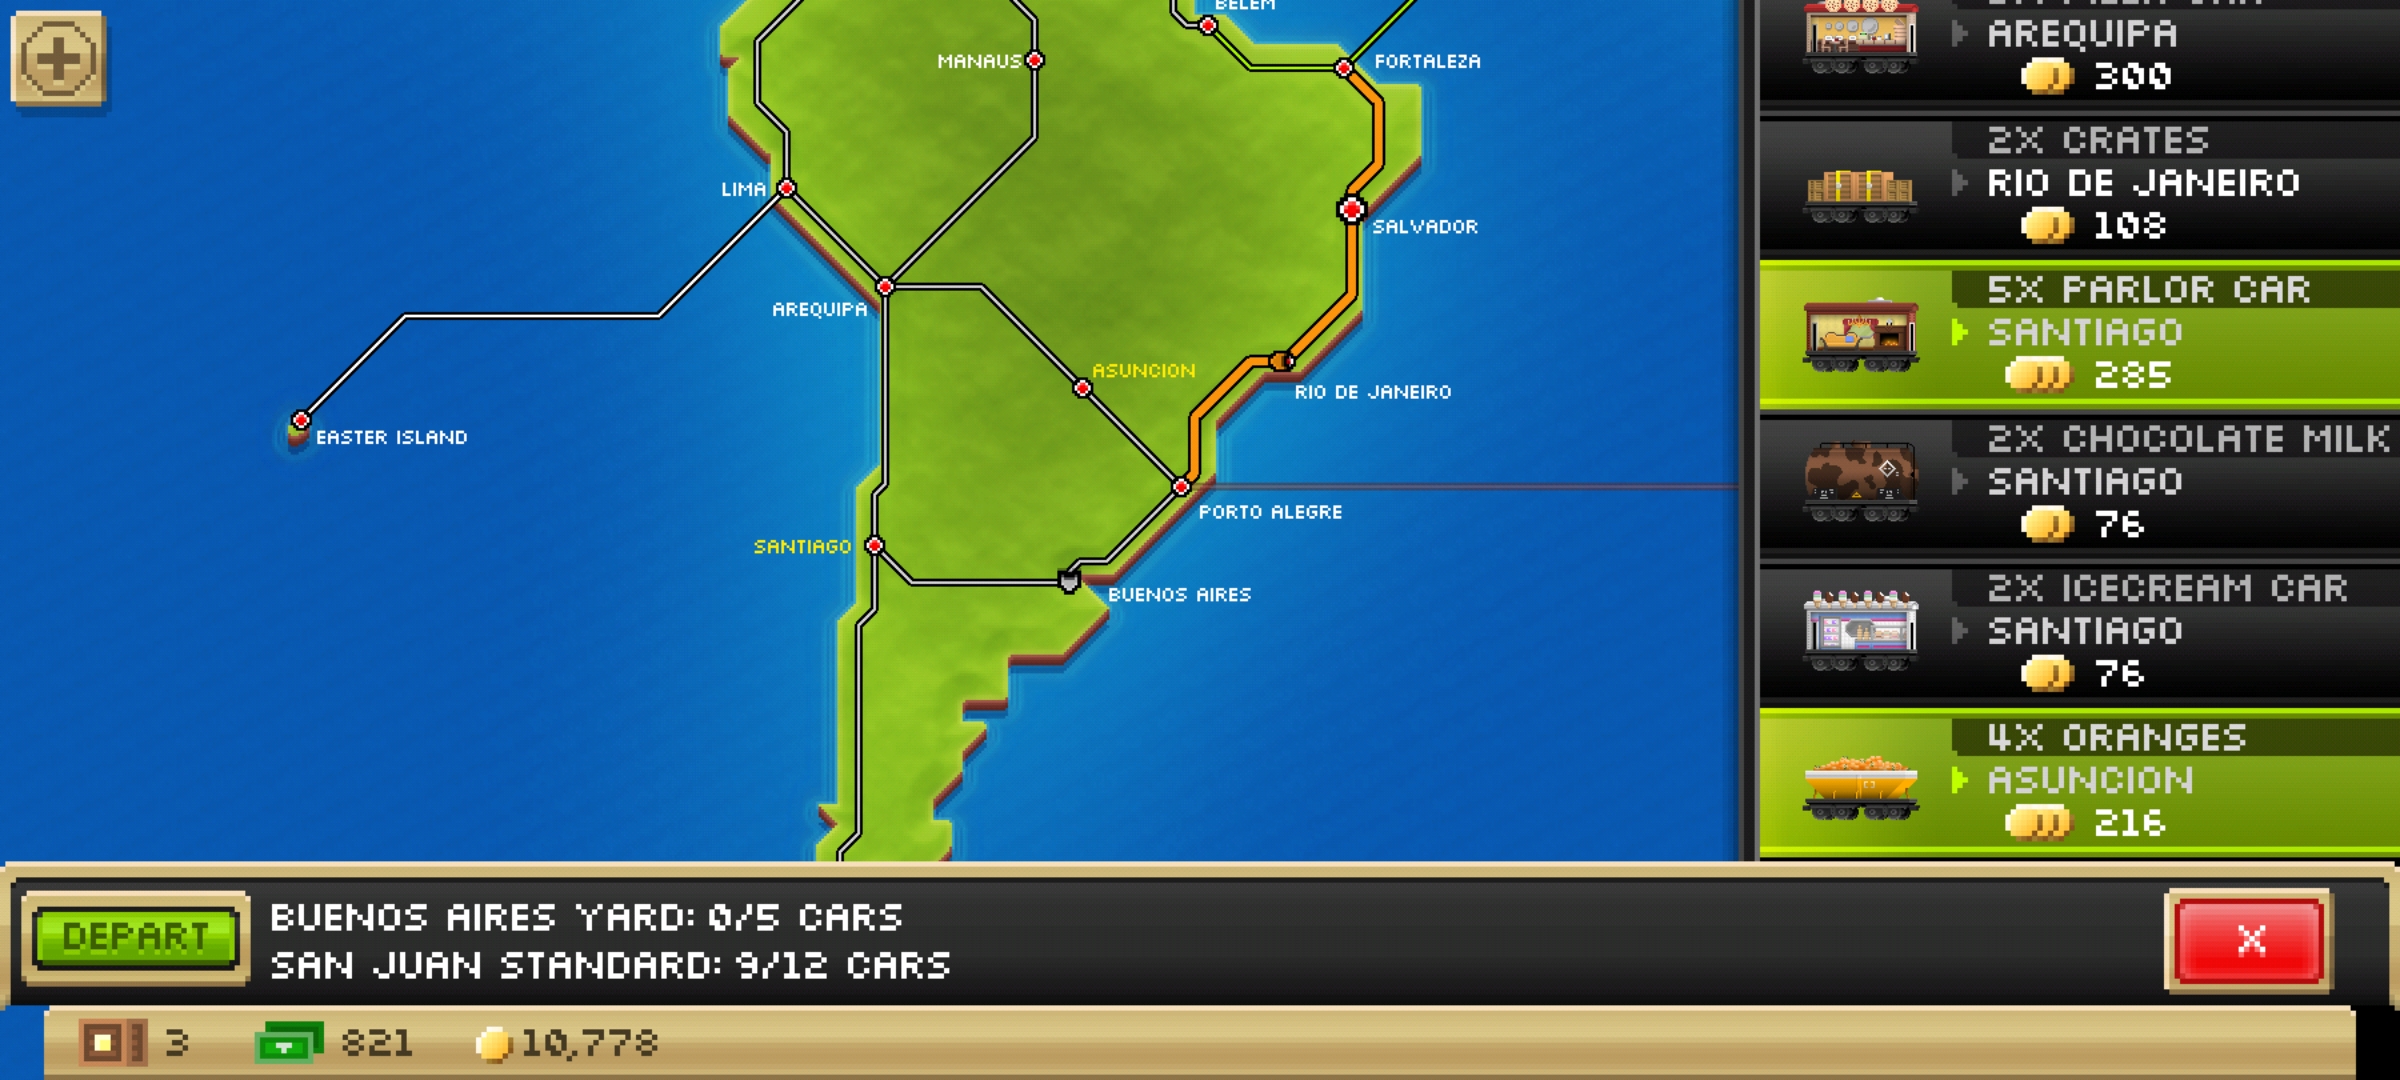 BELEM
MANAUS
FORTALEZA
LIMA
SALVADOR
AREQUIPA
ASUNCION
RIO DE JANEIRO
EASTER ISLAND
PORTO ALEGRE
SANTIAGO
BUENOS AIRES
AREQUIPA
300
2X CRATES
RIO DE JANEIRO
108
5X PARLOR CAR
SANTIAGO
285
2X CHOCOLATE MILK
SANTIAGO
76
2X ICECREAM CAR
SANTIAGO
76
4X ORANGES
ASUNCION
216
DEPART
BUENOS AIRES YARD: 0/5 CARS
SAN JUAN STANDARD: 9/12 CARS
X
3 821 10,778